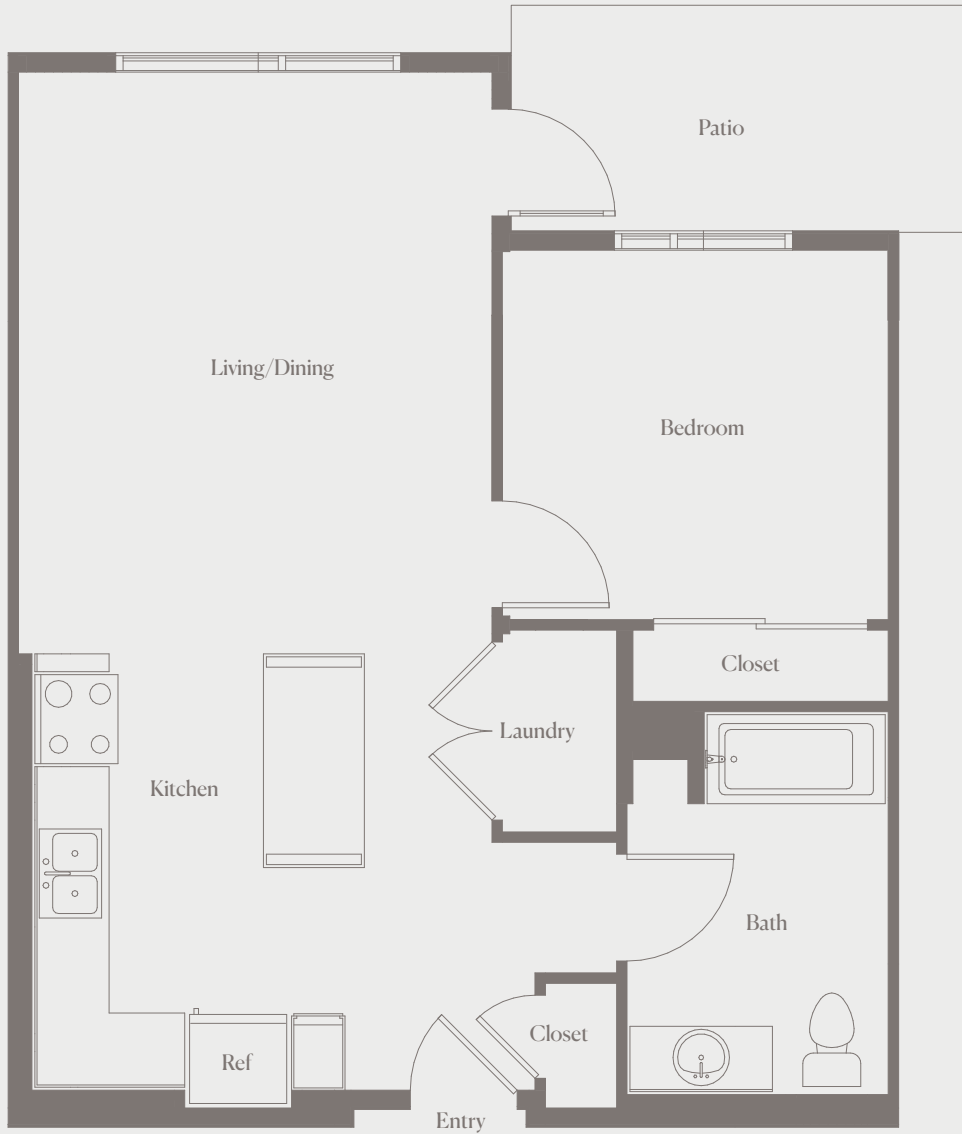 Patio
Living/Dining
Bedroom
Closet
Laundry
Kitchen
Bath
Closet
Ref
Entry